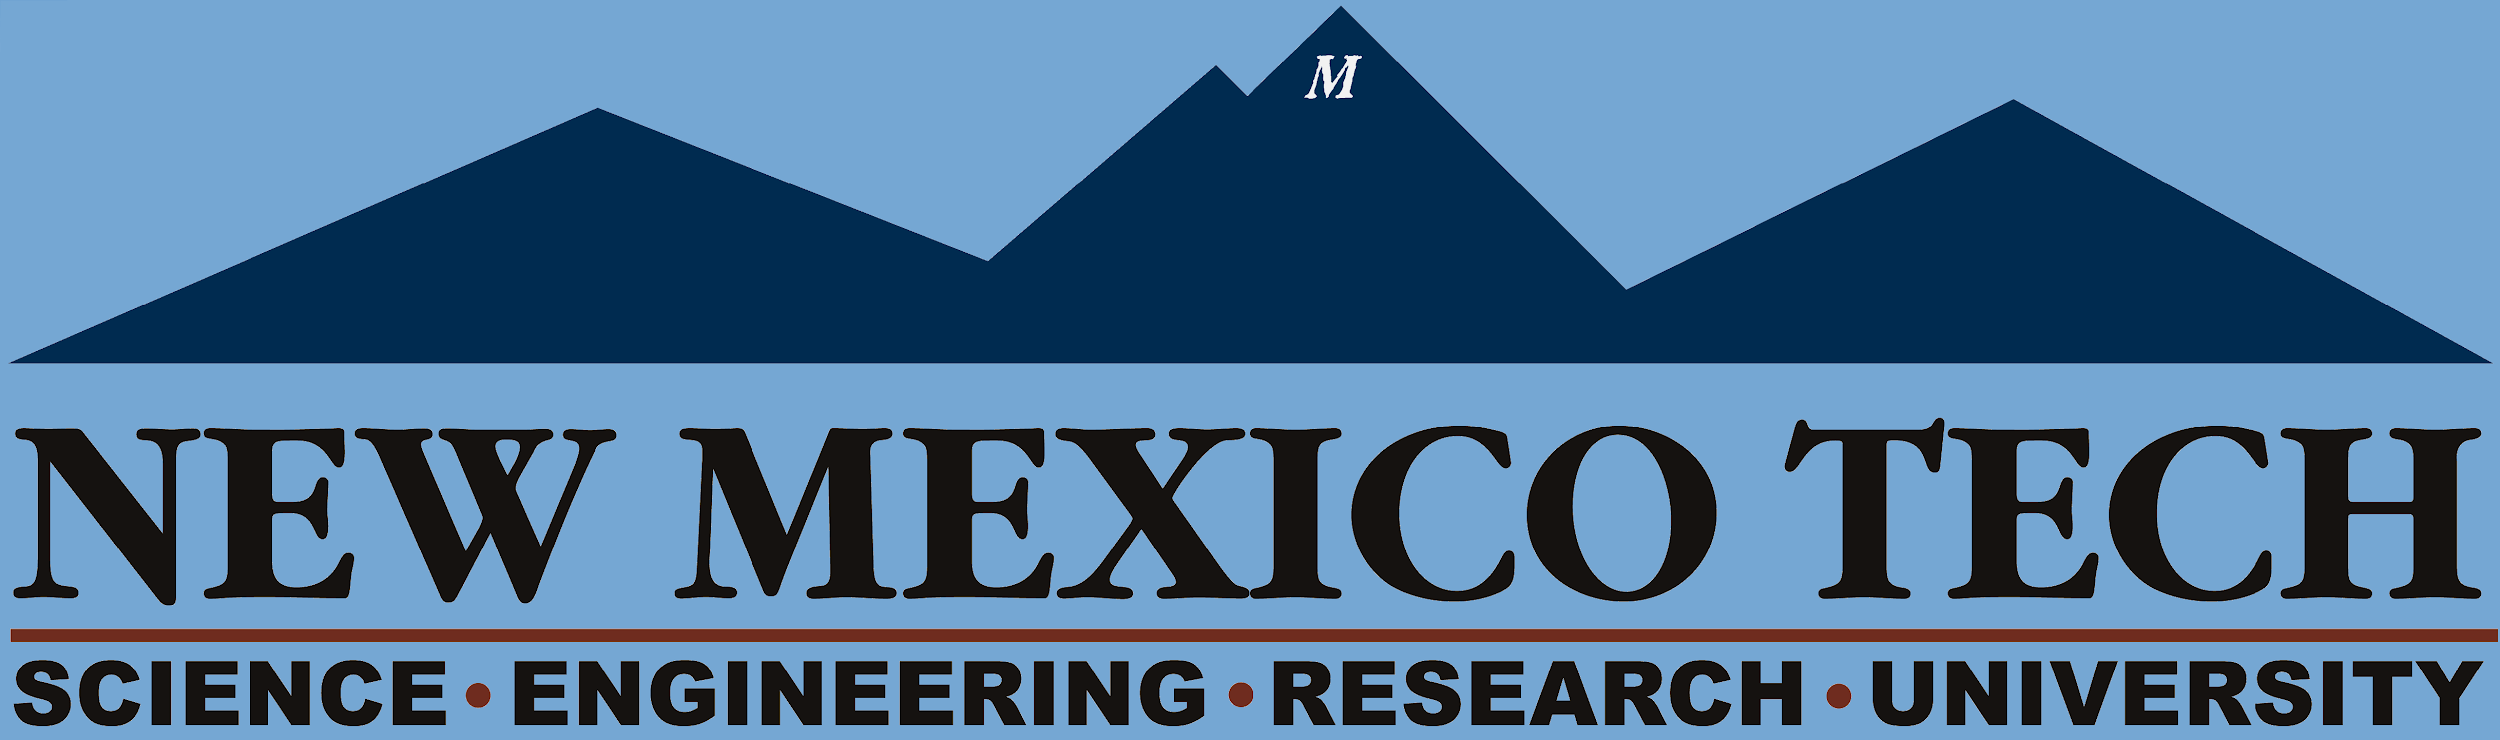 M
NEW MEXICO TECH
SCIENCE • ENGINEERING • RESEARCH • UNIVERSITY